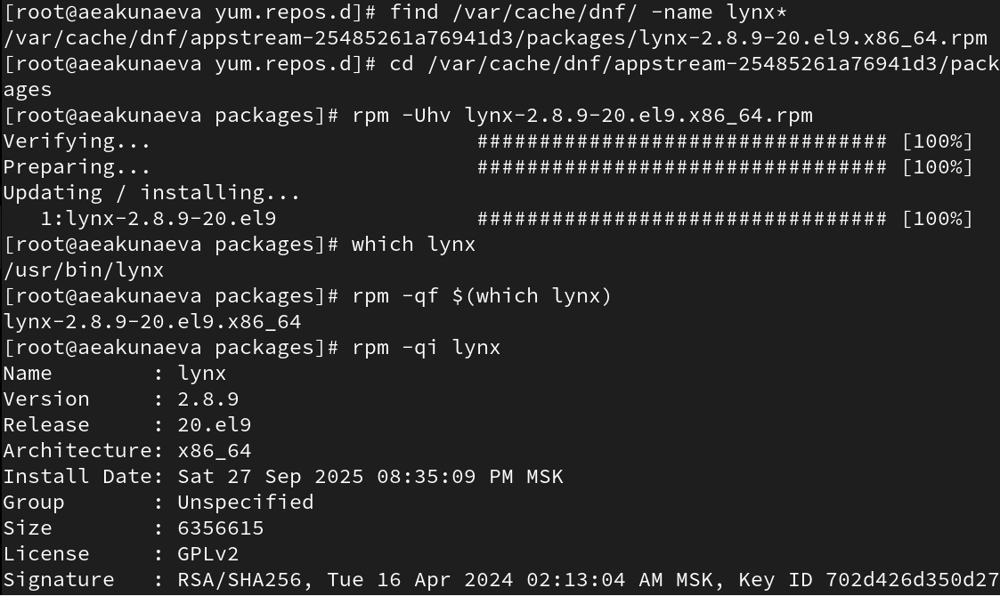 [root@aeakunaeva yum.repos.d]# find /var/cache/dnf/ -name lynx*
/var/cache/dnf/appstream-25485261a76941d3/packages/lynx-2.8.9-20.el9.x86_64.rpm
[root@aeakunaeva yum.repos.d]# cd /var/cache/dnf/appstream-25485261a76941d3/pack
ages
[root@aeakunaeva packages]# rpm -Uhv lynx-2.8.9-20.el9.x86_64.rpm
Verifying...                          ################################# [100%]
Preparing...                          ################################# [100%]
Updating / installing...
   1:lynx-2.8.9-20.el9                ################################# [100%]
[root@aeakunaeva packages]# which lynx
/usr/bin/lynx
[root@aeakunaeva packages]# rpm -qf $(which lynx)
lynx-2.8.9-20.el9.x86_64
[root@aeakunaeva packages]# rpm -qi lynx
Name        : lynx
Version     : 2.8.9
Release     : 20.el9
Architecture: x86_64
Install Date: Sat 27 Sep 2025 08:35:09 PM MSK
Group       : Unspecified
Size        : 6356615
License     : GPLv2
Signature   : RSA/SHA256, Tue 16 Apr 2024 02:13:04 AM MSK, Key ID 702d426d350d27